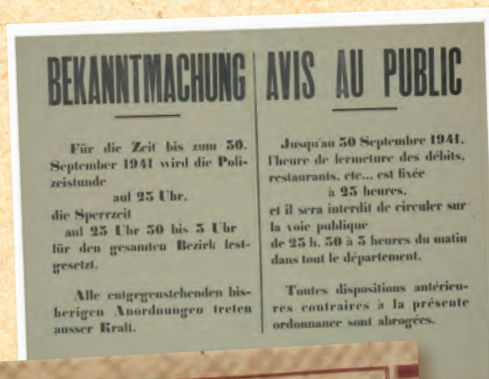 BEKANNTMACHUNG
Für die Zeit bis zum 30.
September 1941 wird die Poli-
zeistunde
auf 23 Uhr,
die Sperrzeit
auf 23 Uhr 30 bis 5 Uhr
für den gesamten Bezirk fest-
gesetzt.
Alle entgegenstehenden bis-
herigen Anordnungen treten
ausser Kraft.
AVIS AU PUBLIC
Jusqu'au 30 Septembre 1941,
l'heure de fermeture des débits,
restaurants, etc... est fixée
à 23 heures,
et il sera interdit de circuler sur
la voie publique
de 23 h. 30 à 5 heures du matin
dans tout le département.
Toutes dispositions antérieu-
res contraires à la présente
ordonnance sont abrogées.